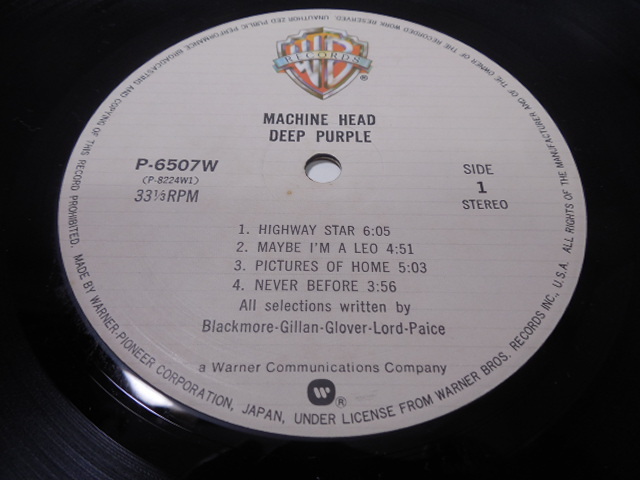 WB
RECORDS
MACHINE HEAD
DEEP PURPLE
P-6507W
(P-8224W1)
33⅓RPM
SIDE
1
STEREO
1. HIGHWAY STAR 6:05
2. MAYBE I'M A LEO 4:51
3. PICTURES OF HOME 5:03
4. NEVER BEFORE 3:56
All selections written by
Blackmore-Gillan-Glover-Lord-Paice
a Warner Communications Company
W®
MADE BY WARNER-PIONEER CORPORATION, JAPAN, UNDER LICENSE FROM WARNER BROS. RECORDS INC., U.S.A. ALL RIGHTS OF THE MANUFACTURER AND OF THE OWNER OF THE RECORDED WORK RESERVED. UNAUTHORIZED PUBLIC PERFORMANCE, BROADCASTING AND COPYING OF THIS RECORD PROHIBITED.